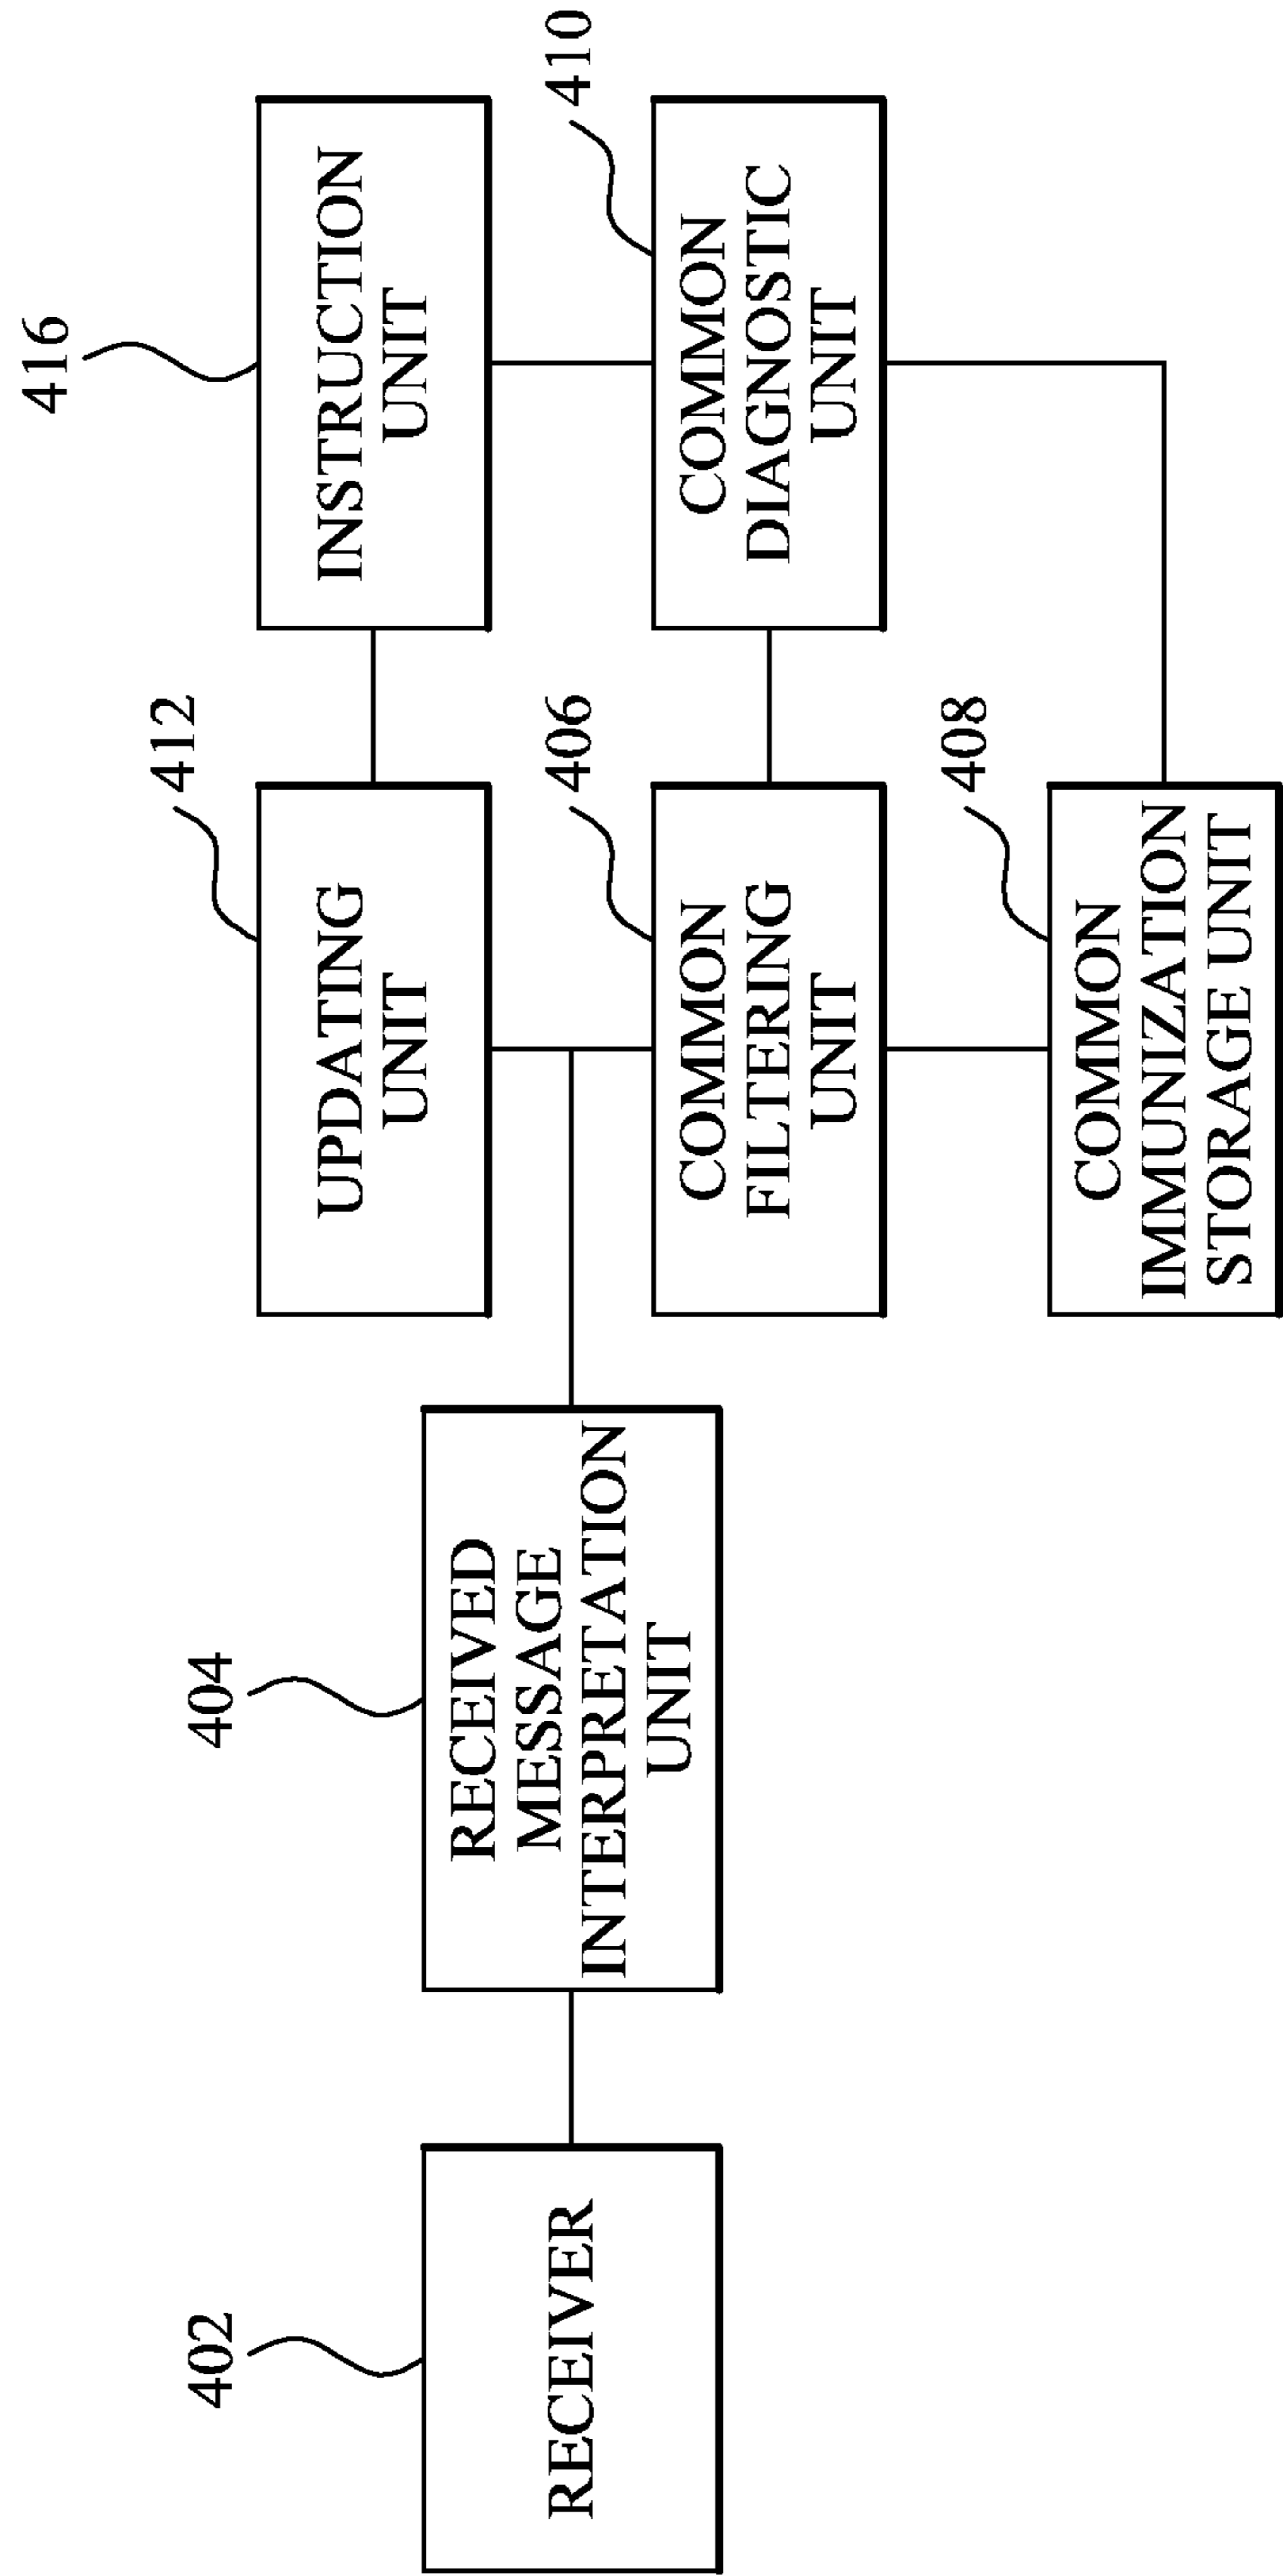 402
RECEIVER
404
RECEIVED
MESSAGE
INTERPRETATION
UNIT
412
UPDATING
UNIT
416
INSTRUCTION
UNIT
406
COMMON
FILTERING
UNIT
410
COMMON
DIAGNOSTIC
UNIT
408
COMMON
IMMUNIZATION
STORAGE UNIT